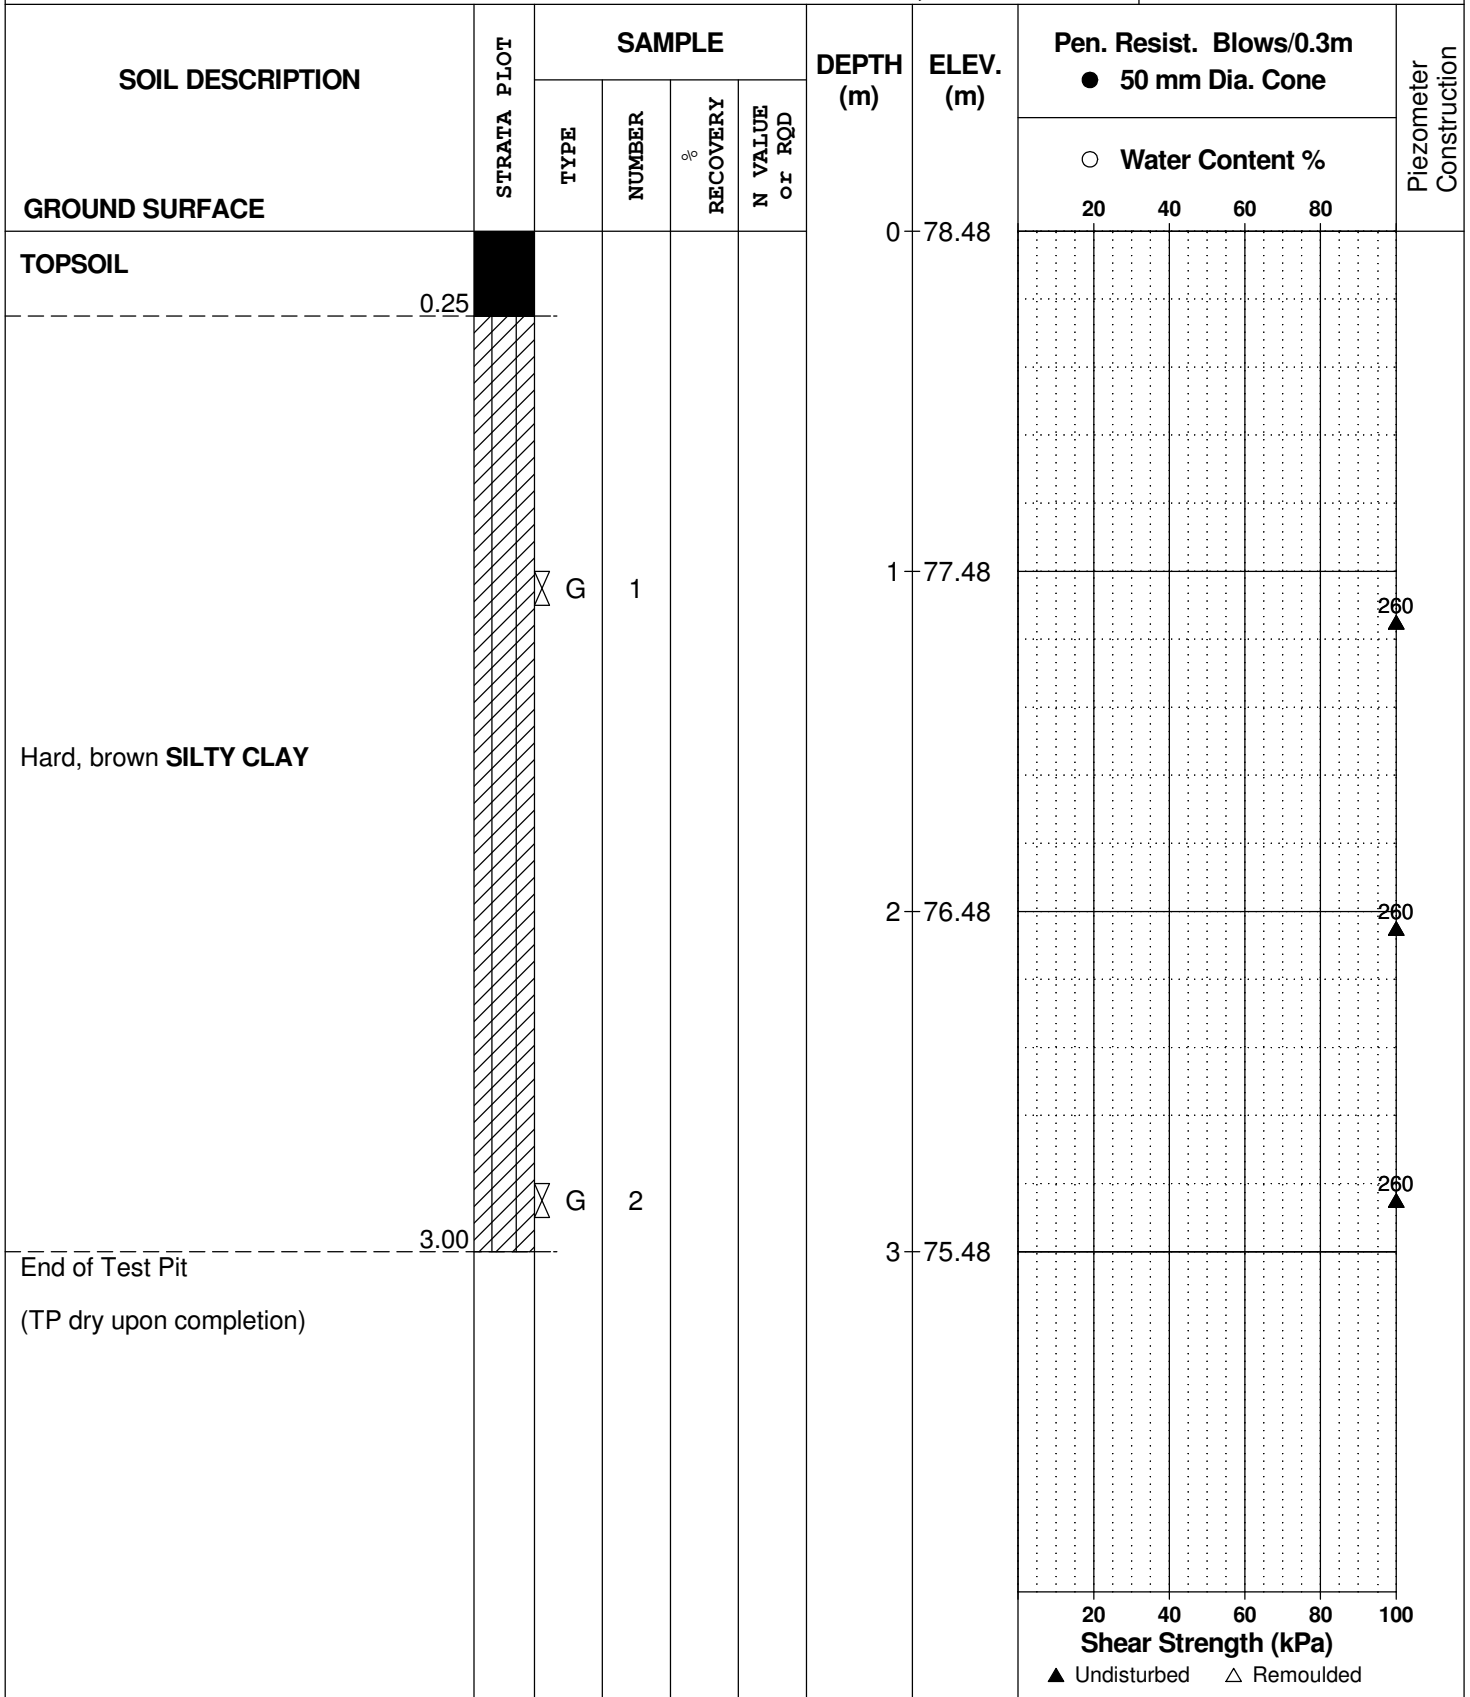 SOIL DESCRIPTION
GROUND SURFACE
STRATA PLOT
SAMPLE
TYPE
NUMBER
%
RECOVERY
N VALUE
or RQD
DEPTH
(m)
ELEV.
(m)
Pen. Resist. Blows/0.3m
● 50 mm Dia. Cone
○ Water Content %
20 40 60 80
Piezometer
Construction
0 78.48
TOPSOIL
0.25
1 77.48
G 1
260
Hard, brown SILTY CLAY
2 76.48
260
260
G 2
3.00
3 75.48
End of Test Pit
(TP dry upon completion)
20 40 60 80 100
Shear Strength (kPa)
▲ Undisturbed △ Remoulded